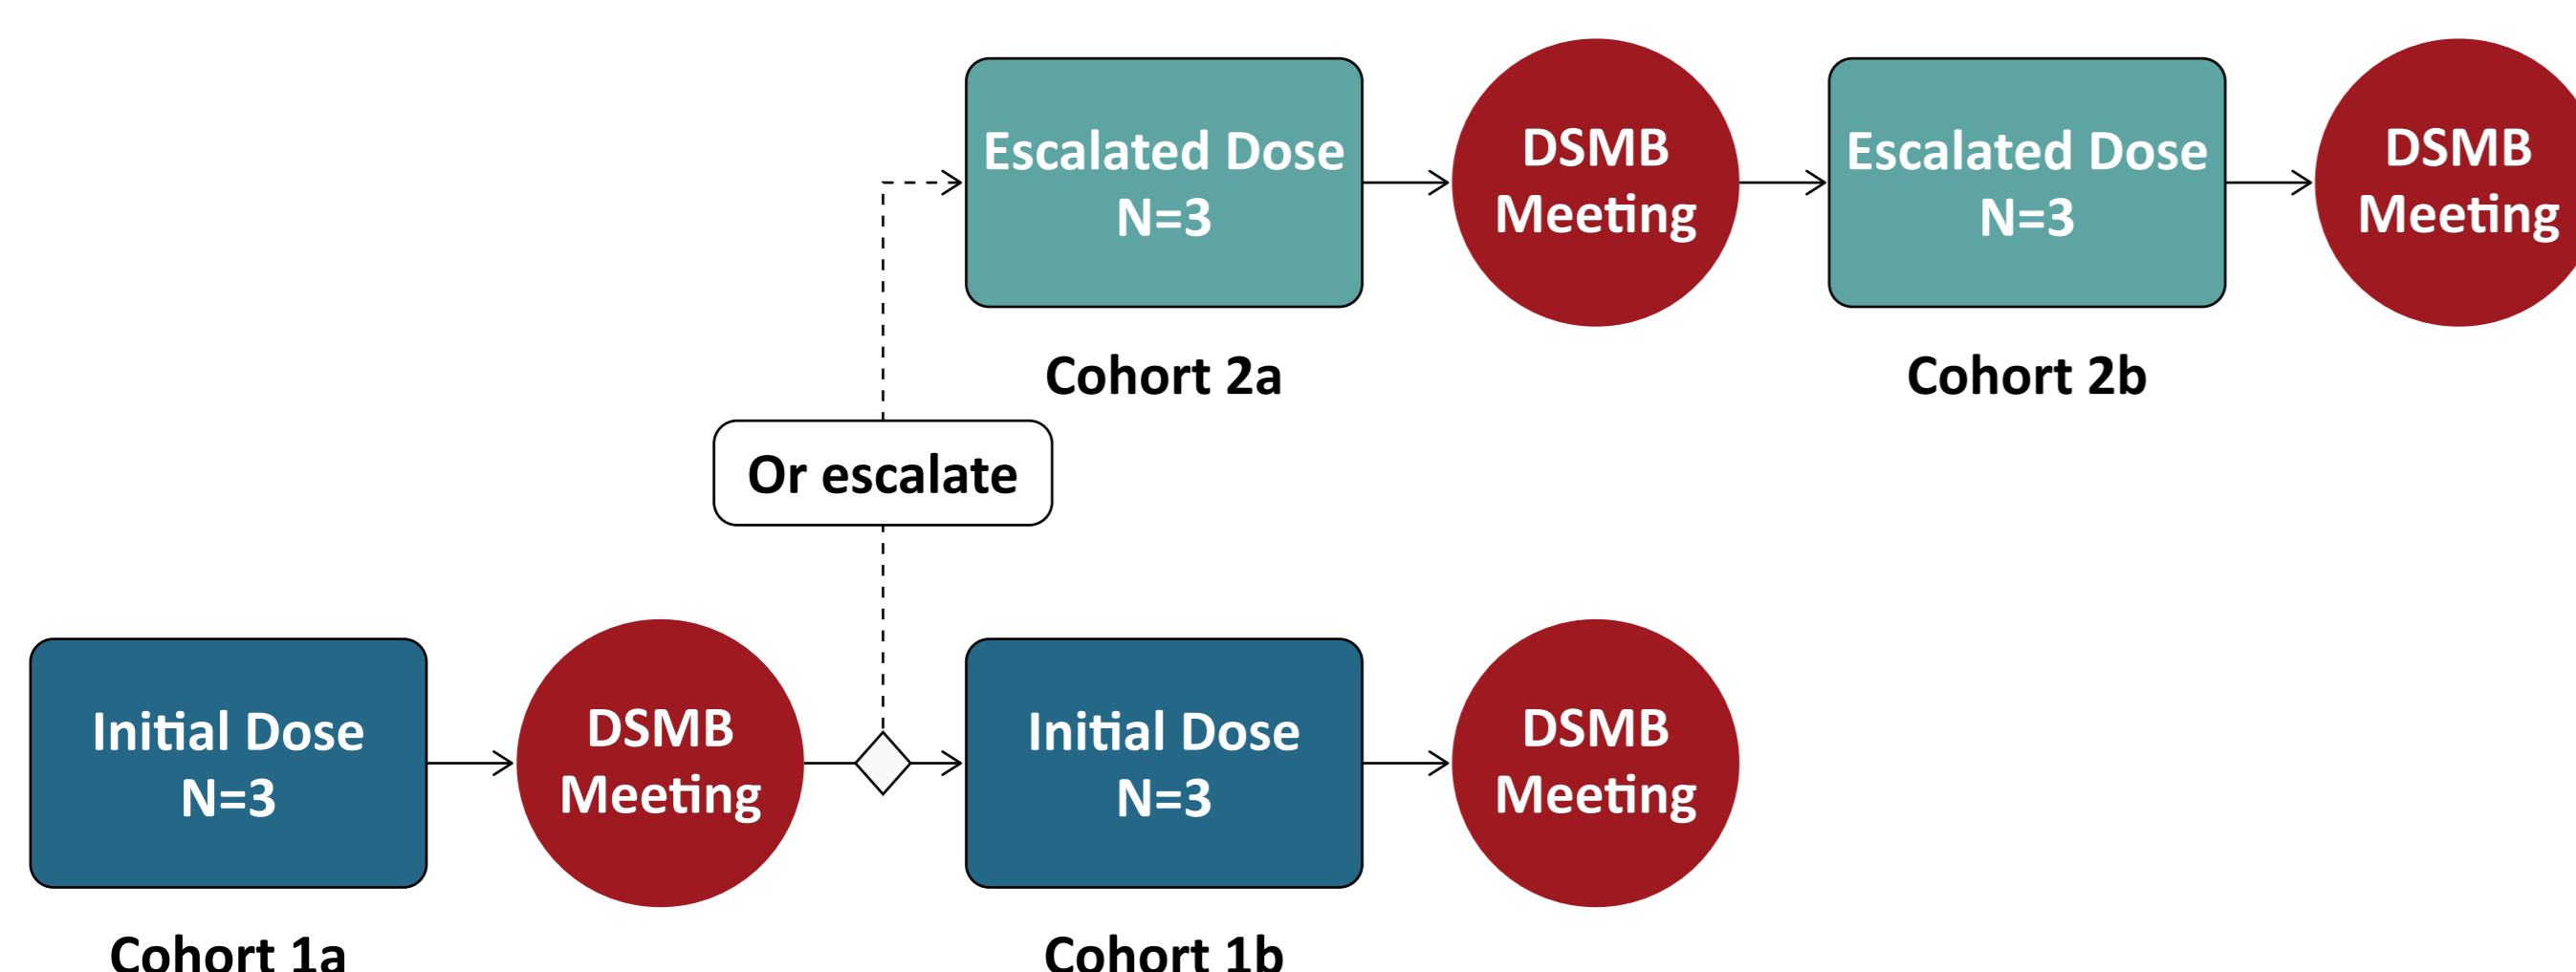 Escalated Dose
N=3
DSMB
Meeting
Escalated Dose
N=3
DSMB
Meeting
Cohort 2a
Cohort 2b
Or escalate
Initial Dose
N=3
DSMB
Meeting
Initial Dose
N=3
DSMB
Meeting
Cohort 1a
Cohort 1b